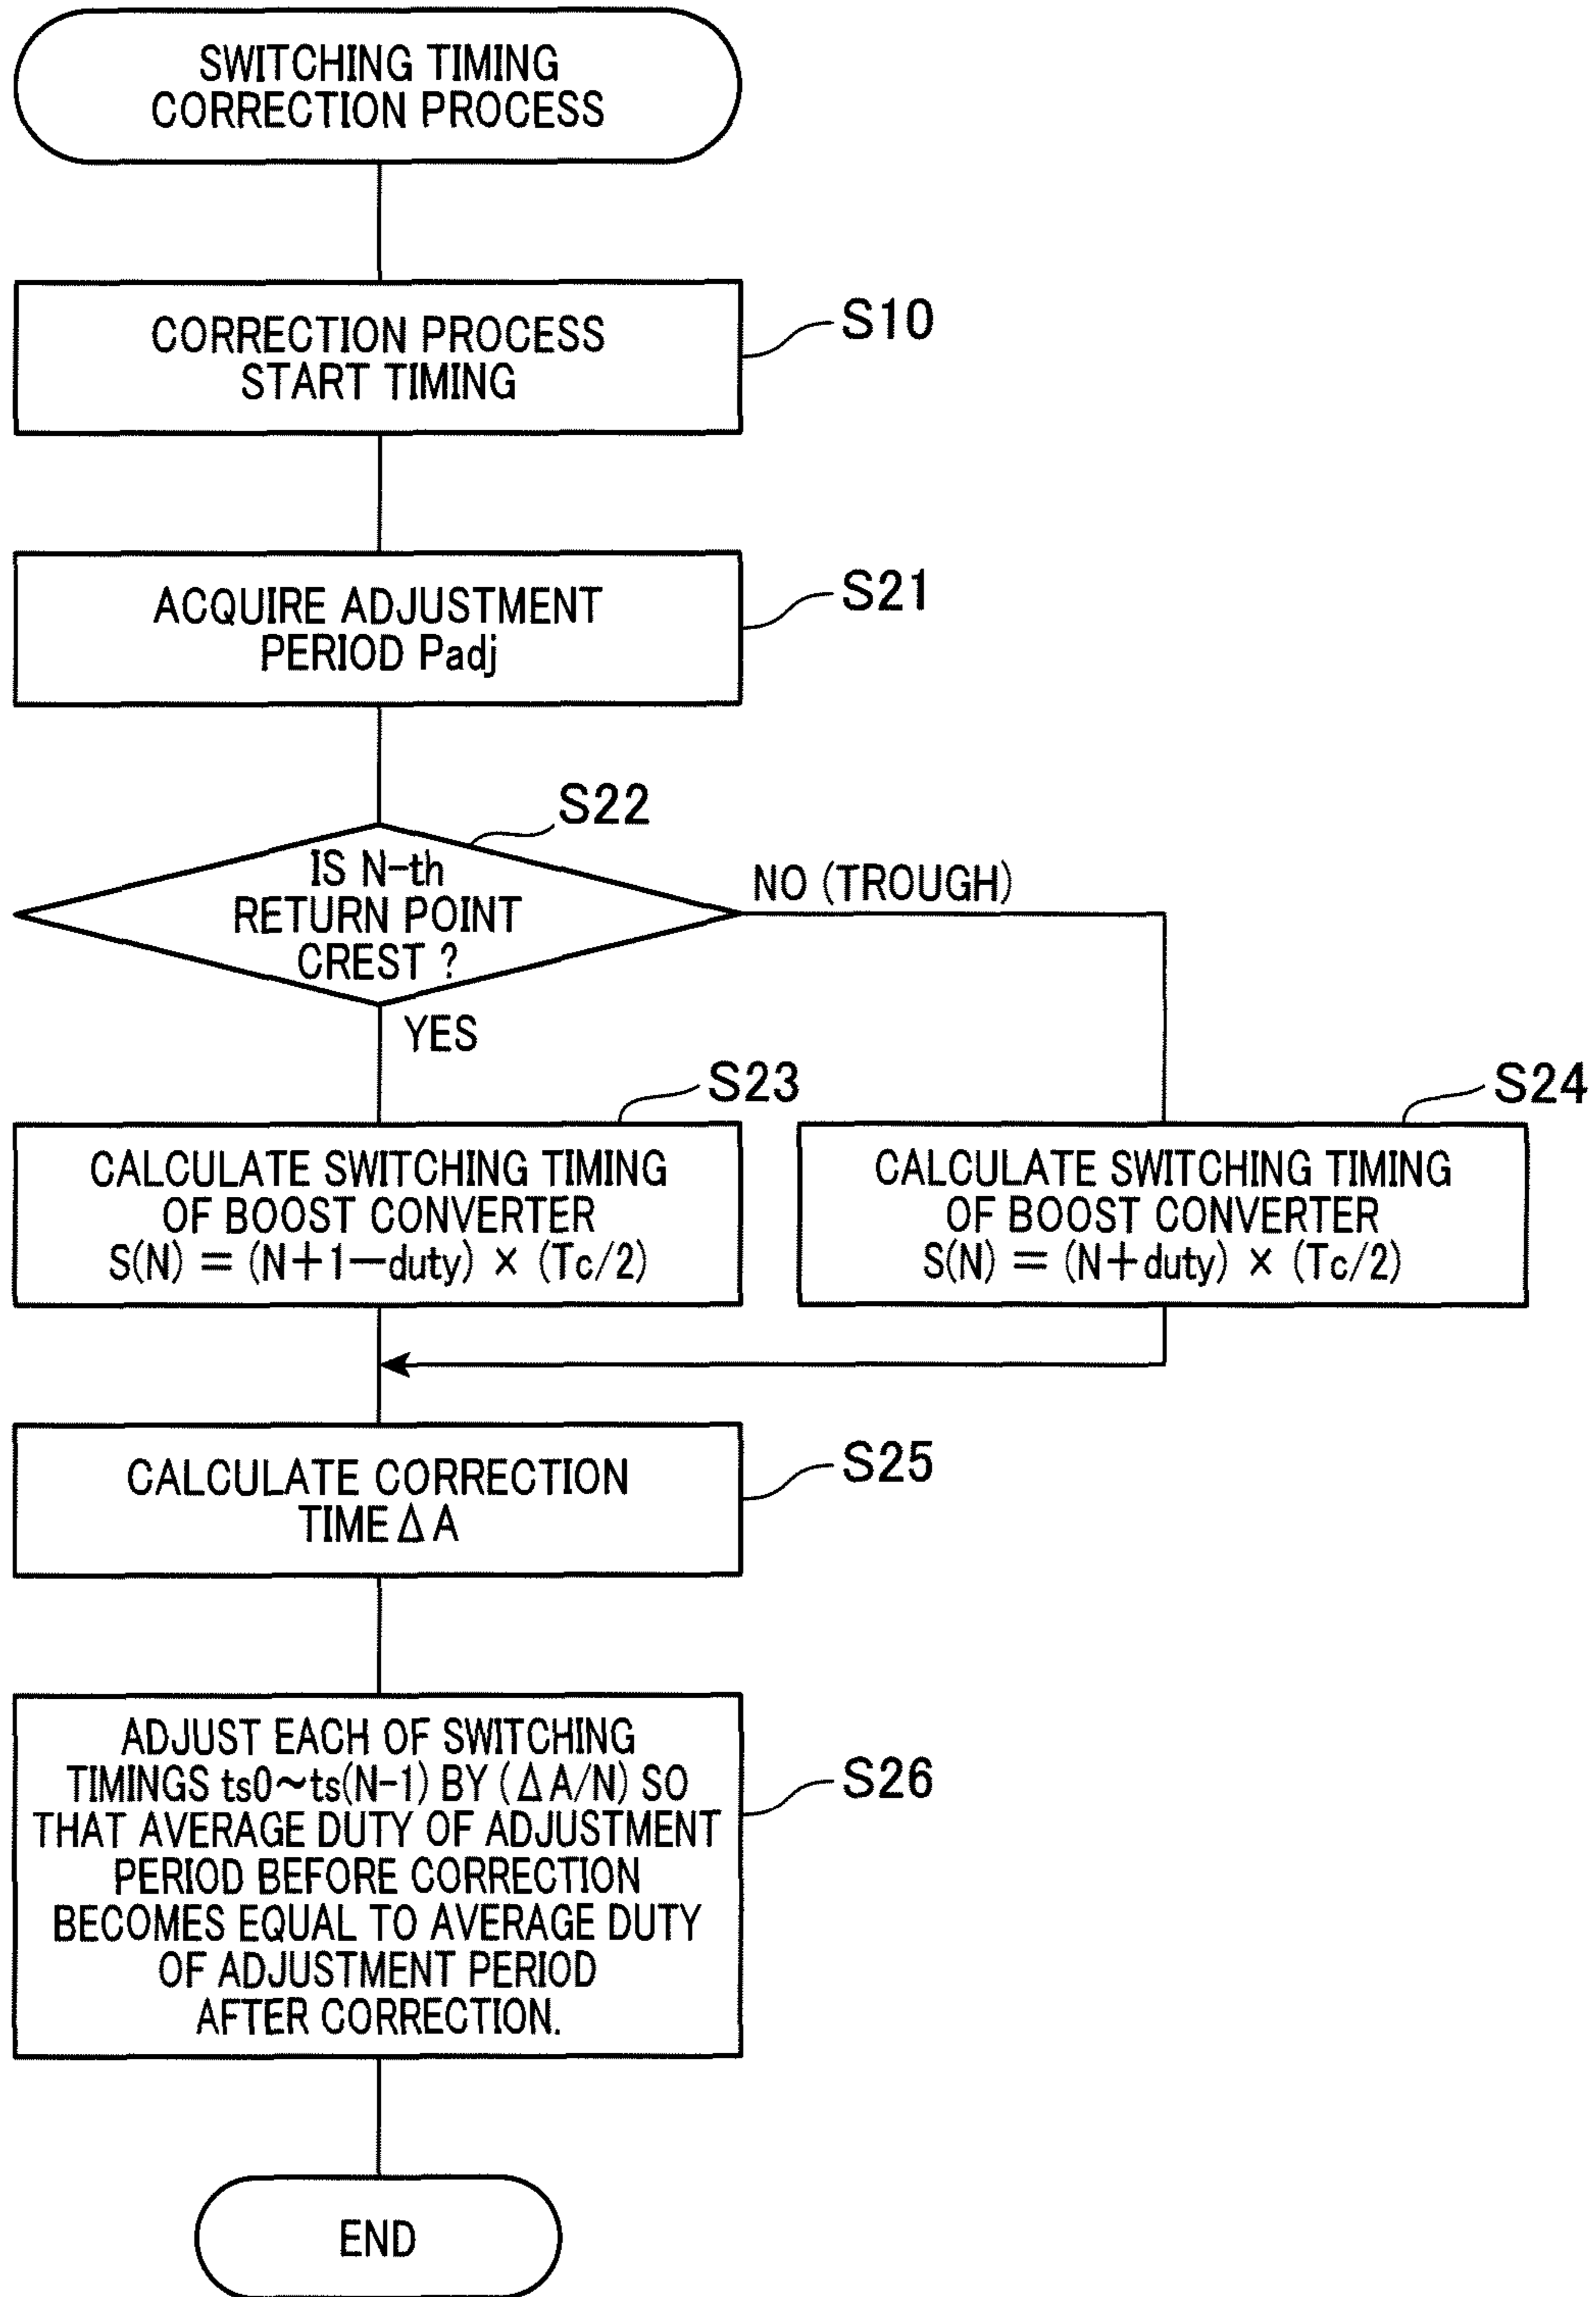 SWITCHING TIMING
CORRECTION PROCESS
CORRECTION PROCESS
START TIMING
S10
ACQUIRE ADJUSTMENT
PERIOD Padj
S21
S22
IS N-th
RETURN POINT
CREST ?
NO (TROUGH)
YES
S23
CALCULATE SWITCHING TIMING
OF BOOST CONVERTER
S(N) = (N+1-duty) × (Tc/2)
S24
CALCULATE SWITCHING TIMING
OF BOOST CONVERTER
S(N) = (N+duty) × (Tc/2)
CALCULATE CORRECTION
TIME Δ A
S25
ADJUST EACH OF SWITCHING
TIMINGS ts0~ts(N-1) BY (Δ A/N) SO
THAT AVERAGE DUTY OF ADJUSTMENT
PERIOD BEFORE CORRECTION
BECOMES EQUAL TO AVERAGE DUTY
OF ADJUSTMENT PERIOD
AFTER CORRECTION.
S26
END